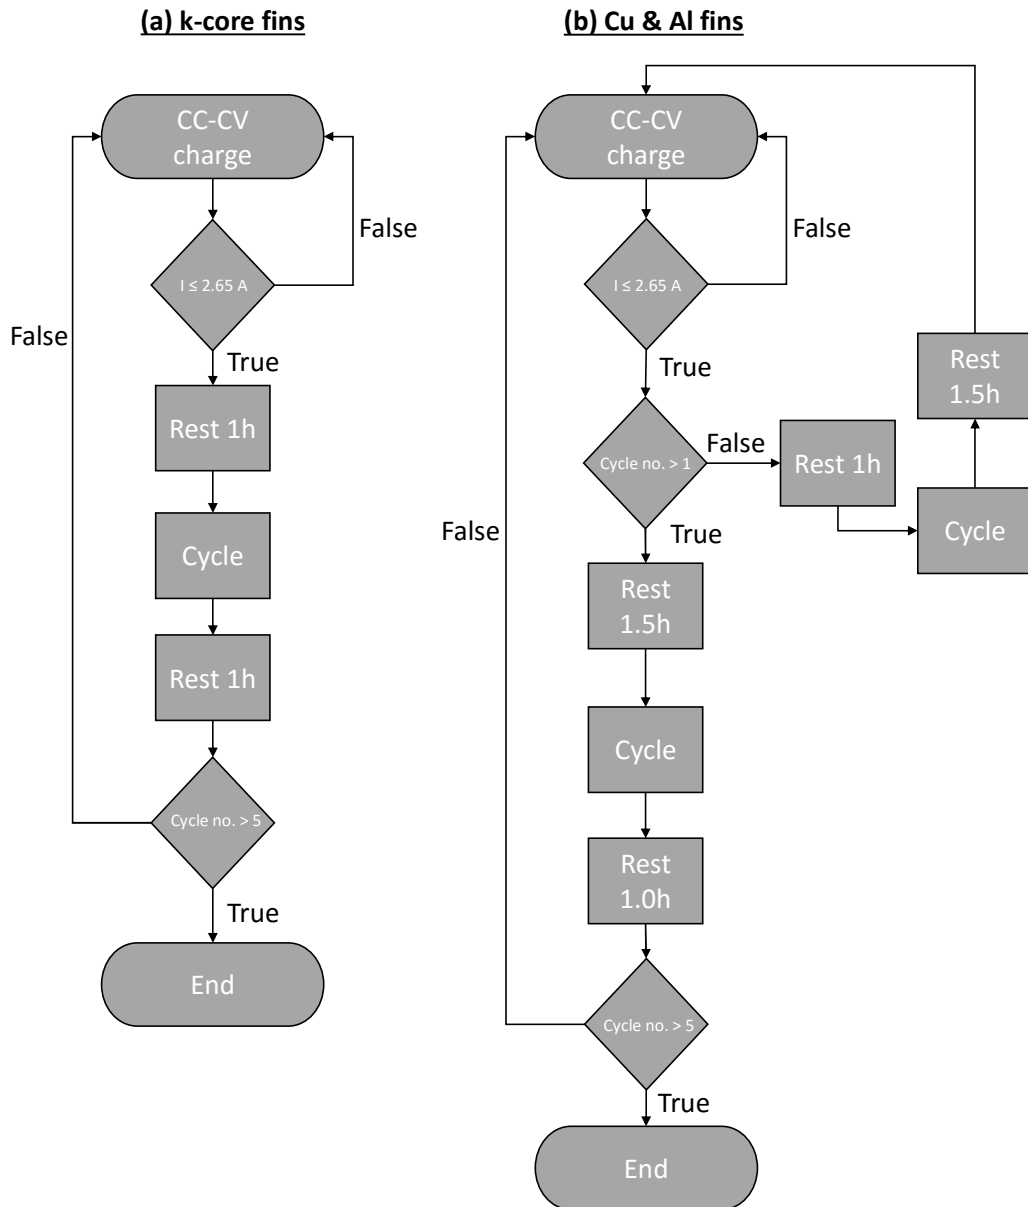 (a) k-core fins
CC-CV
charge
False
I ≤ 2.65 A
False
True
Rest 1h
Cycle
Rest 1h
Cycle no. > 5
True
End
(b) Cu & Al fins
CC-CV
charge
False
I ≤ 2.65 A
True
Cycle no. > 1
False
Rest 1h
Cycle
Rest
1.5h
False
True
Rest
1.5h
Cycle
Rest
1.0h
Cycle no. > 5
True
End